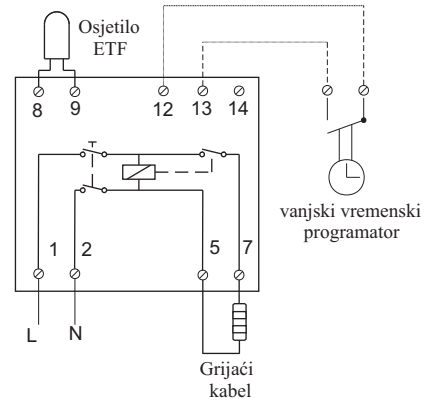 Osjetilo
ETF
8 9 12 13 14
vanjski vremenski
programator
1 2 5 7
L N
Grijaći
kabel